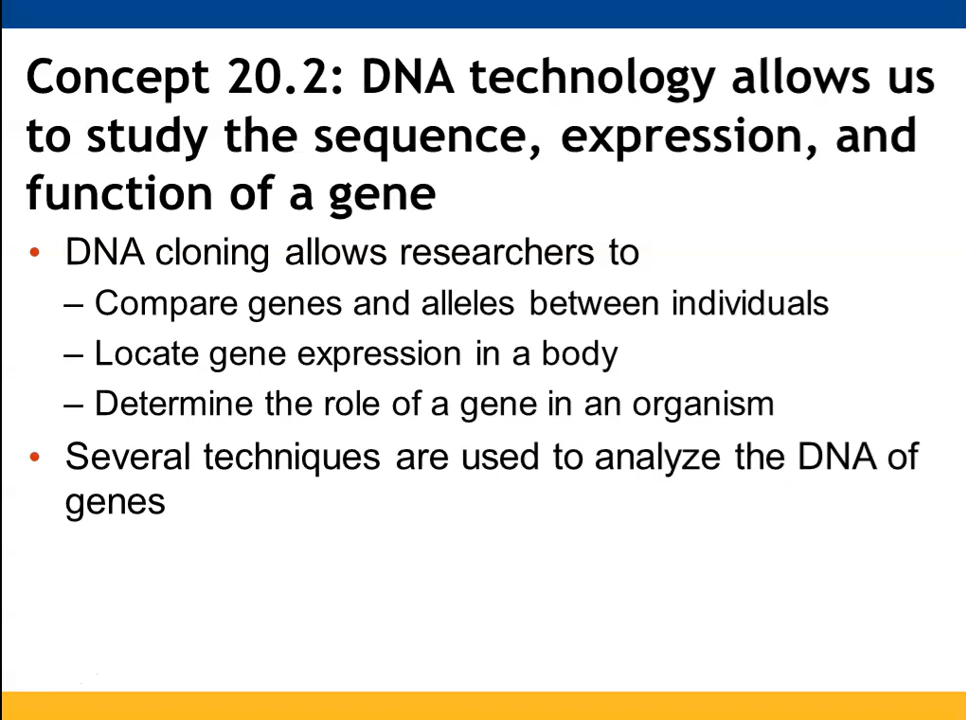 Concept 20.2: DNA technology allows us
to study the sequence, expression, and
function of a gene
• DNA cloning allows researchers to
– Compare genes and alleles between individuals
– Locate gene expression in a body
– Determine the role of a gene in an organism
• Several techniques are used to analyze the DNA of
genes